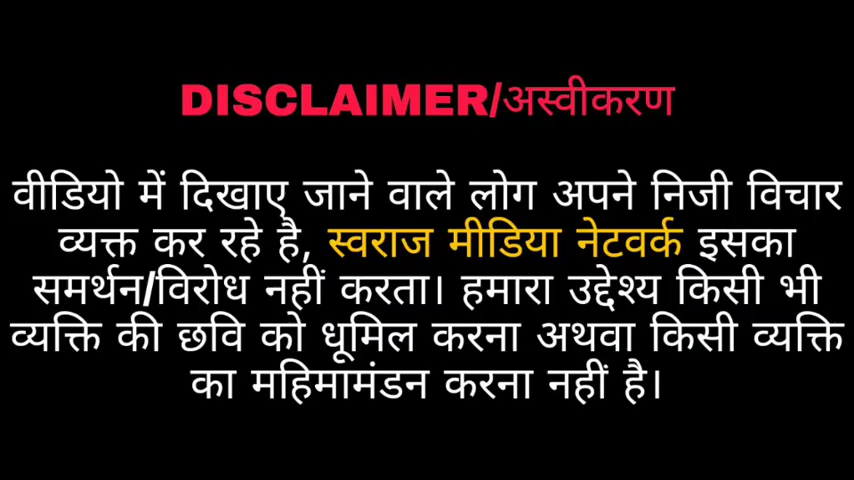 DISCLAIMER/अस्वीकरण
वीडियो में दिखाए जाने वाले लोग अपने निजी विचार
व्यक्त कर रहे है, स्वराज मीडिया नेटवर्क इसका
समर्थन/विरोध नहीं करता। हमारा उद्देश्य किसी भी
व्यक्ति की छवि को धूमिल करना अथवा किसी व्यक्ति
का महिमामंडन करना नहीं है।